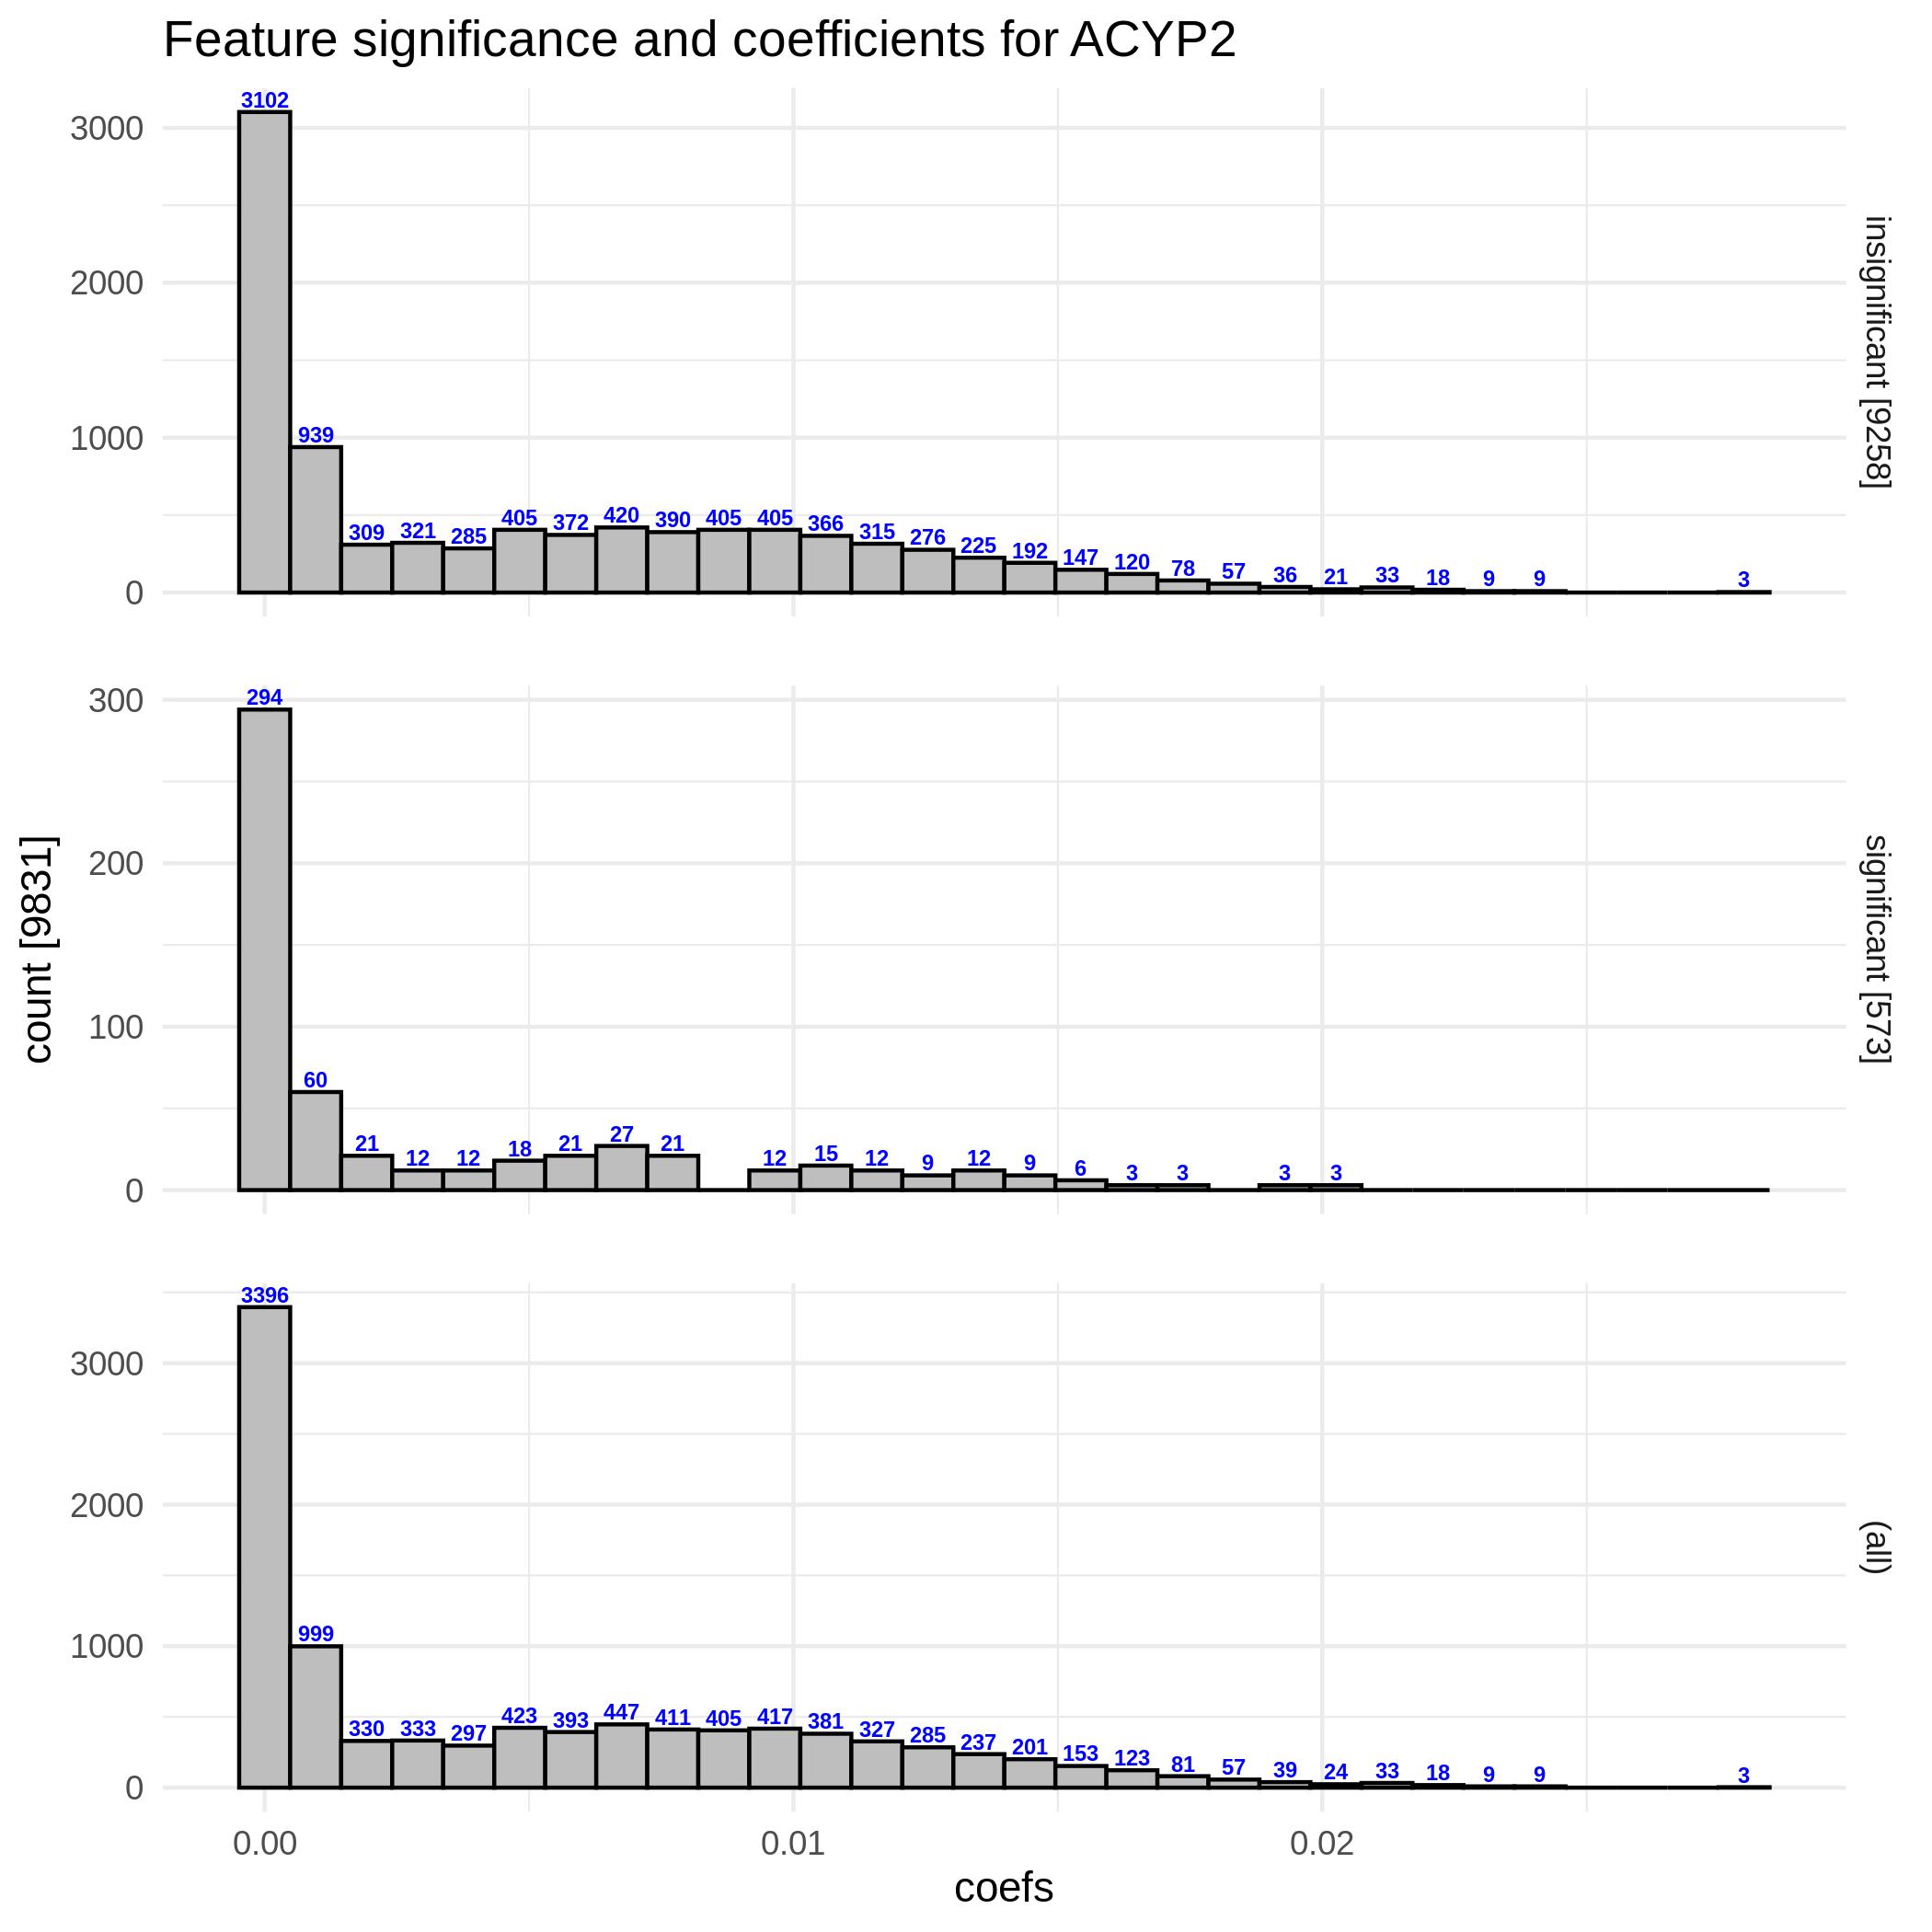 Feature significance and coefficients for ACYP2
3000
2000
1000
0
3102
939
309 321 285 405 372 420 390 405 405 366 315 276 225 192 147 120 78 57 36 21 33 18 9 9 3
insignificant [9258]
count [9831]
300
200
100
0
294
60
21 12 12 18 21 27 21 12 15 12 9 12 9 6 3 3 3 3
significant [573]
3000
2000
1000
0
3396
999
330 333 297 423 393 447 411 405 417 381 327 285 237 201 153 123 81 57 39 24 33 18 9 9 3
(all)
0.00 0.01 0.02
coefs